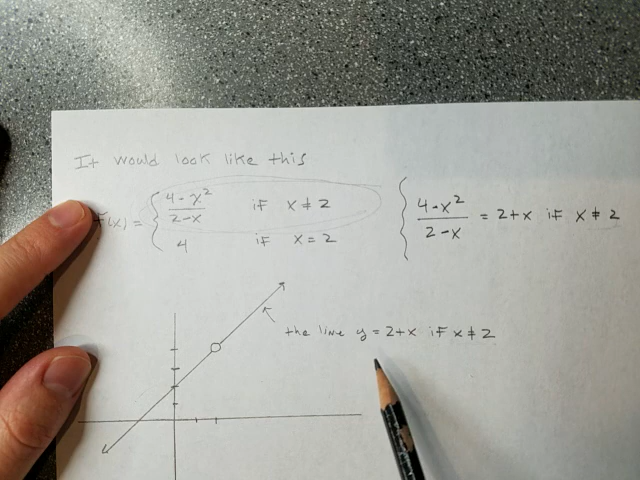 It would look like this
F(x) = { 4-x²/2-x if x ≠ 2
4 if x = 2
{ 4-x²/2-x = 2+x if x ≠ 2
the line y = 2+x if x ≠ 2